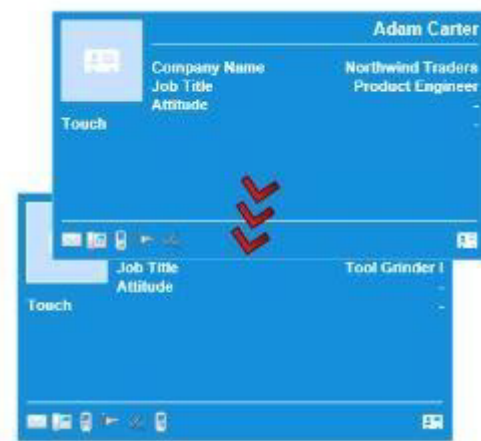 Adam Carter
Company Name Northwind Traders
Job Title Product Engineer
Attitude -
Touch -
Job Title Tool Grinder I
Attitude -
Touch -